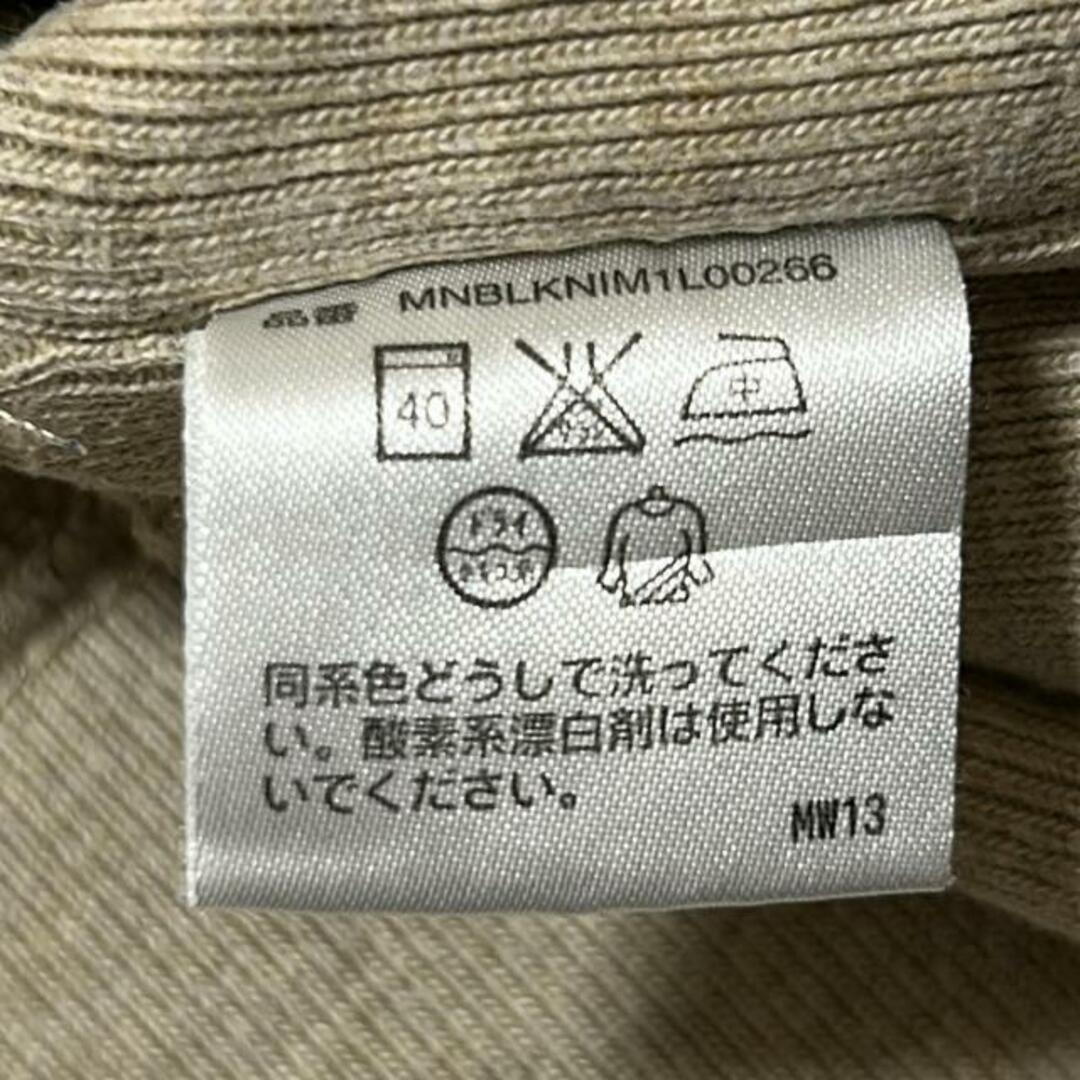 品番 MNBLKNIM1L00266
40
中
ドライ
同系色どうしで洗ってくださ
い。酸素系漂白剤は使用しな
いでください。
MW13